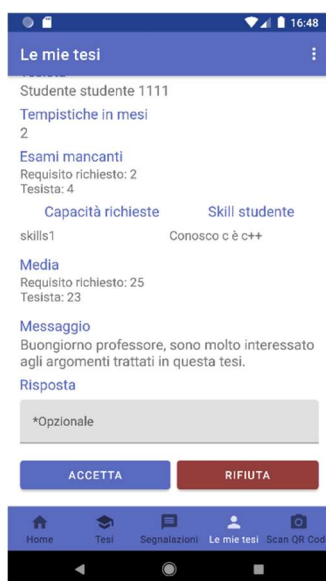 16:48
Le mie tesi
Studente studente 1111
Tempistiche in mesi
2
Esami mancanti
Requisito richiesto: 2
Tesista: 4
Capacità richieste Skill studente
skills1 Conosco c è c++
Media
Requisito richiesto: 25
Tesista: 23
Messaggio
Buongiorno professore, sono molto interessato
agli argomenti trattati in questa tesi.
Risposta
*Opzionale
ACCETTA RIFIUTA
Home Tesi Segnalazioni Le mie tesi Scan QR Cod